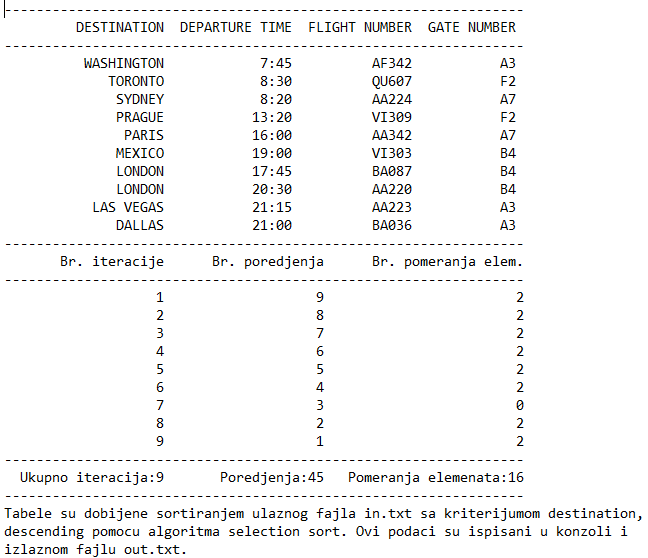 DESTINATION DEPARTURE TIME FLIGHT NUMBER GATE NUMBER
WASHINGTON 7:45 AF342 A3
TORONTO 8:30 QU607 F2
SYDNEY 8:20 AA224 A7
PRAGUE 13:20 VI309 F2
PARIS 16:00 AA342 A7
MEXICO 19:00 VI303 B4
LONDON 17:45 BA087 B4
LONDON 20:30 AA220 B4
LAS VEGAS 21:15 AA223 A3
DALLAS 21:00 BA036 A3
Br. iteracije Br. poredjenja Br. pomeranja elem.
1 9 2
2 8 2
3 7 2
4 6 2
5 5 2
6 4 2
7 3 0
8 2 2
9 1 2
Ukupno iteracija:9 Poredjenja:45 Pomeranja elemenata:16
Tabele su dobijene sortiranjem ulaznog fajla in.txt sa kriterijumom destination,
descending pomocu algoritma selection sort. Ovi podaci su ispisani u konzoli i
izlaznom fajlu out.txt.